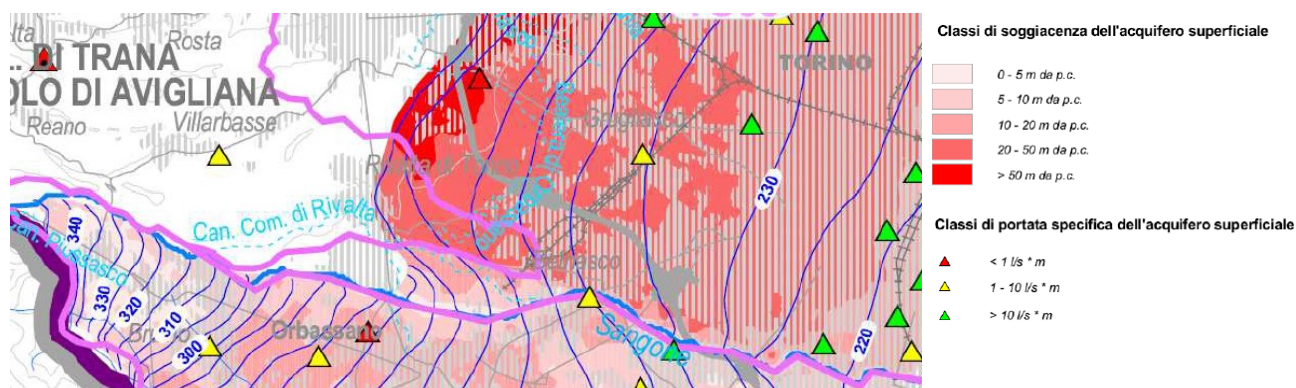 Rosta
DI TRANA
OLO DI AVIGLIANA
Reano
Villarbasse
TORINO
Can. Com. di Rivalta
Orbassano
Sangone
340
330
320
310
300
230
220
Classi di soggiacenza dell'acquifero superficiale
0 - 5 m da p.c.
5 - 10 m da p.c.
10 - 20 m da p.c.
20 - 50 m da p.c.
> 50 m da p.c.
Classi di portata specifica dell'acquifero superficiale
< 1 l/s * m
1 - 10 l/s * m
> 10 l/s * m